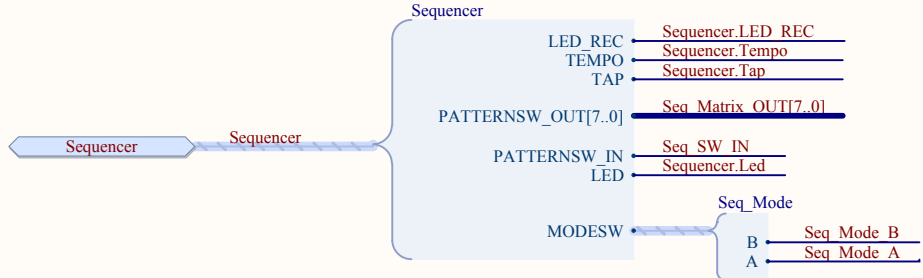 Sequencer
LED_REC Sequencer.LED_REC
TEMPO Sequencer.Tempo
TAP Sequencer.Tap
PATTERNSW_OUT[7..0] Seq_Matrix_OUT[7..0]
Sequencer Sequencer
PATTERNSW_IN Seq_SW_IN
LED Sequencer.Led
Seq_Mode
MODESW
B Seq_Mode_B
A Seq_Mode_A